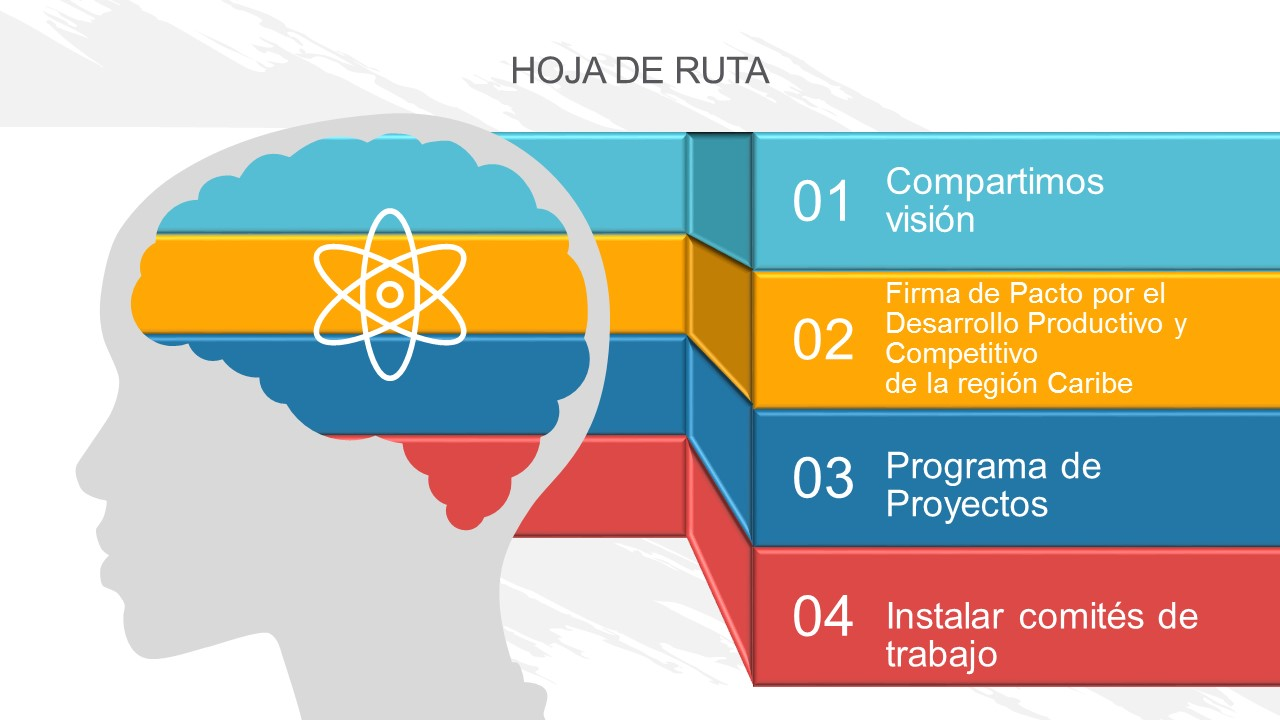 HOJA DE RUTA
01
Compartimos
visión
02
Firma de Pacto por el
Desarrollo Productivo y
Competitivo
de la región Caribe
03
Programa de
Proyectos
04
Instalar comités de
trabajo